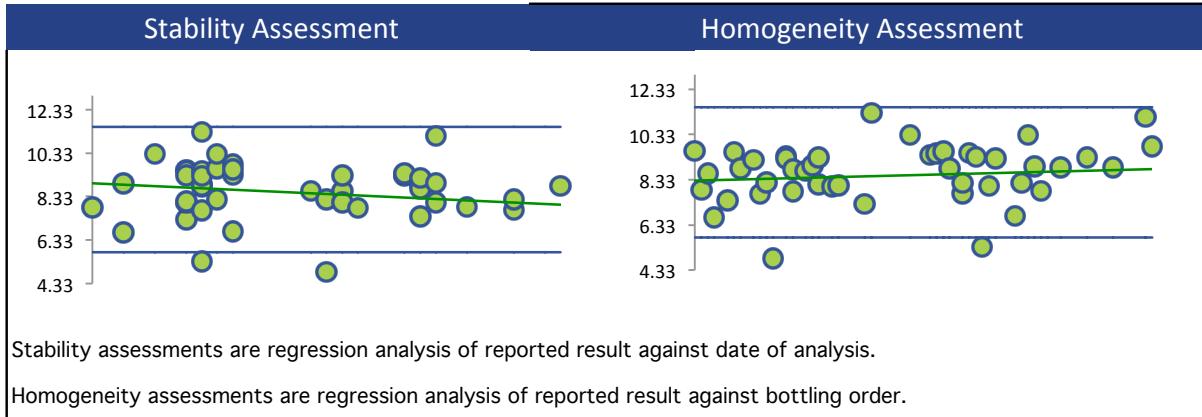 Stability Assessment
Homogeneity Assessment
12.33
10.33
8.33
6.33
4.33
12.33
10.33
8.33
6.33
4.33
Stability assessments are regression analysis of reported result against date of analysis.
Homogeneity assessments are regression analysis of reported result against bottling order.